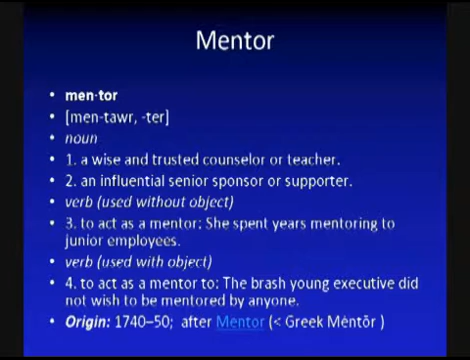 Mentor
• men·tor
• [men-tawr, -ter]
• noun
• 1. a wise and trusted counselor or teacher.
• 2. an influential senior sponsor or supporter.
• verb (used without object)
• 3. to act as a mentor: She spent years mentoring to
junior employees.
• verb (used with object)
• 4. to act as a mentor to: The brash young executive did
not wish to be mentored by anyone.
• Origin: 1740–50; after Mentor (< Greek Méntōr )